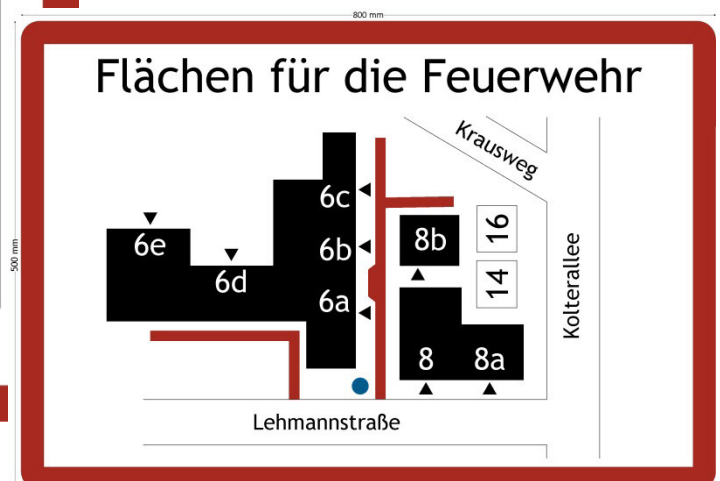 800 mm
500 mm
Flächen für die Feuerwehr
Krausweg
6c
6b
8b
16
6e
6d
14
Kolterallee
6a
8
8a
Lehmannstraße